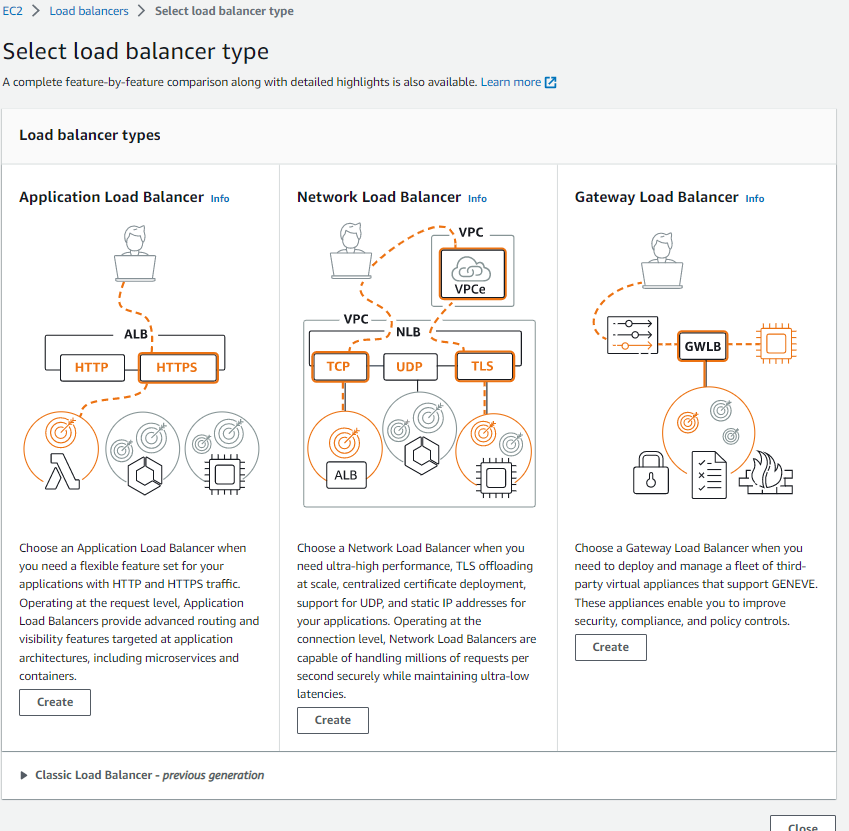 EC2 > Load balancers > Select load balancer type
Select load balancer type
A complete feature-by-feature comparison along with detailed highlights is also available. Learn more
Load balancer types
Application Load Balancer Info
ALB
HTTP
HTTPS
Choose an Application Load Balancer when
you need a flexible feature set for your
applications with HTTP and HTTPS traffic.
Operating at the request level, Application
Load Balancers provide advanced routing and
visibility features targeted at application
architectures, including microservices and
containers.
Create
Network Load Balancer Info
VPC
VPCe
VPC
NLB
TCP
UDP
TLS
ALB
Choose a Network Load Balancer when you
need ultra-high performance, TLS offloading
at scale, centralized certificate deployment,
support for UDP, and static IP addresses for
your applications. Operating at the
connection level, Network Load Balancers are
capable of handling millions of requests per
second securely while maintaining ultra-low
latencies.
Create
Gateway Load Balancer Info
GWLB
Choose a Gateway Load Balancer when you
need to deploy and manage a fleet of third-
party virtual appliances that support GENEVE.
These appliances enable you to improve
security, compliance, and policy controls.
Create
Classic Load Balancer - previous generation
Close